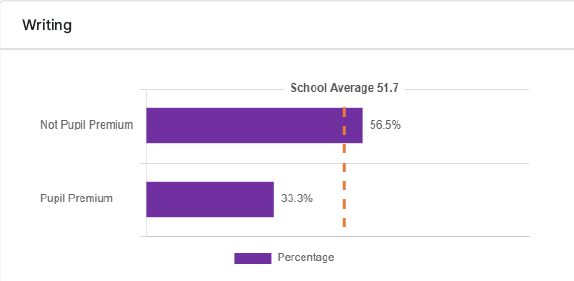 Writing
School Average 51.7
Not Pupil Premium
56.5%
Pupil Premium
33.3%
Percentage